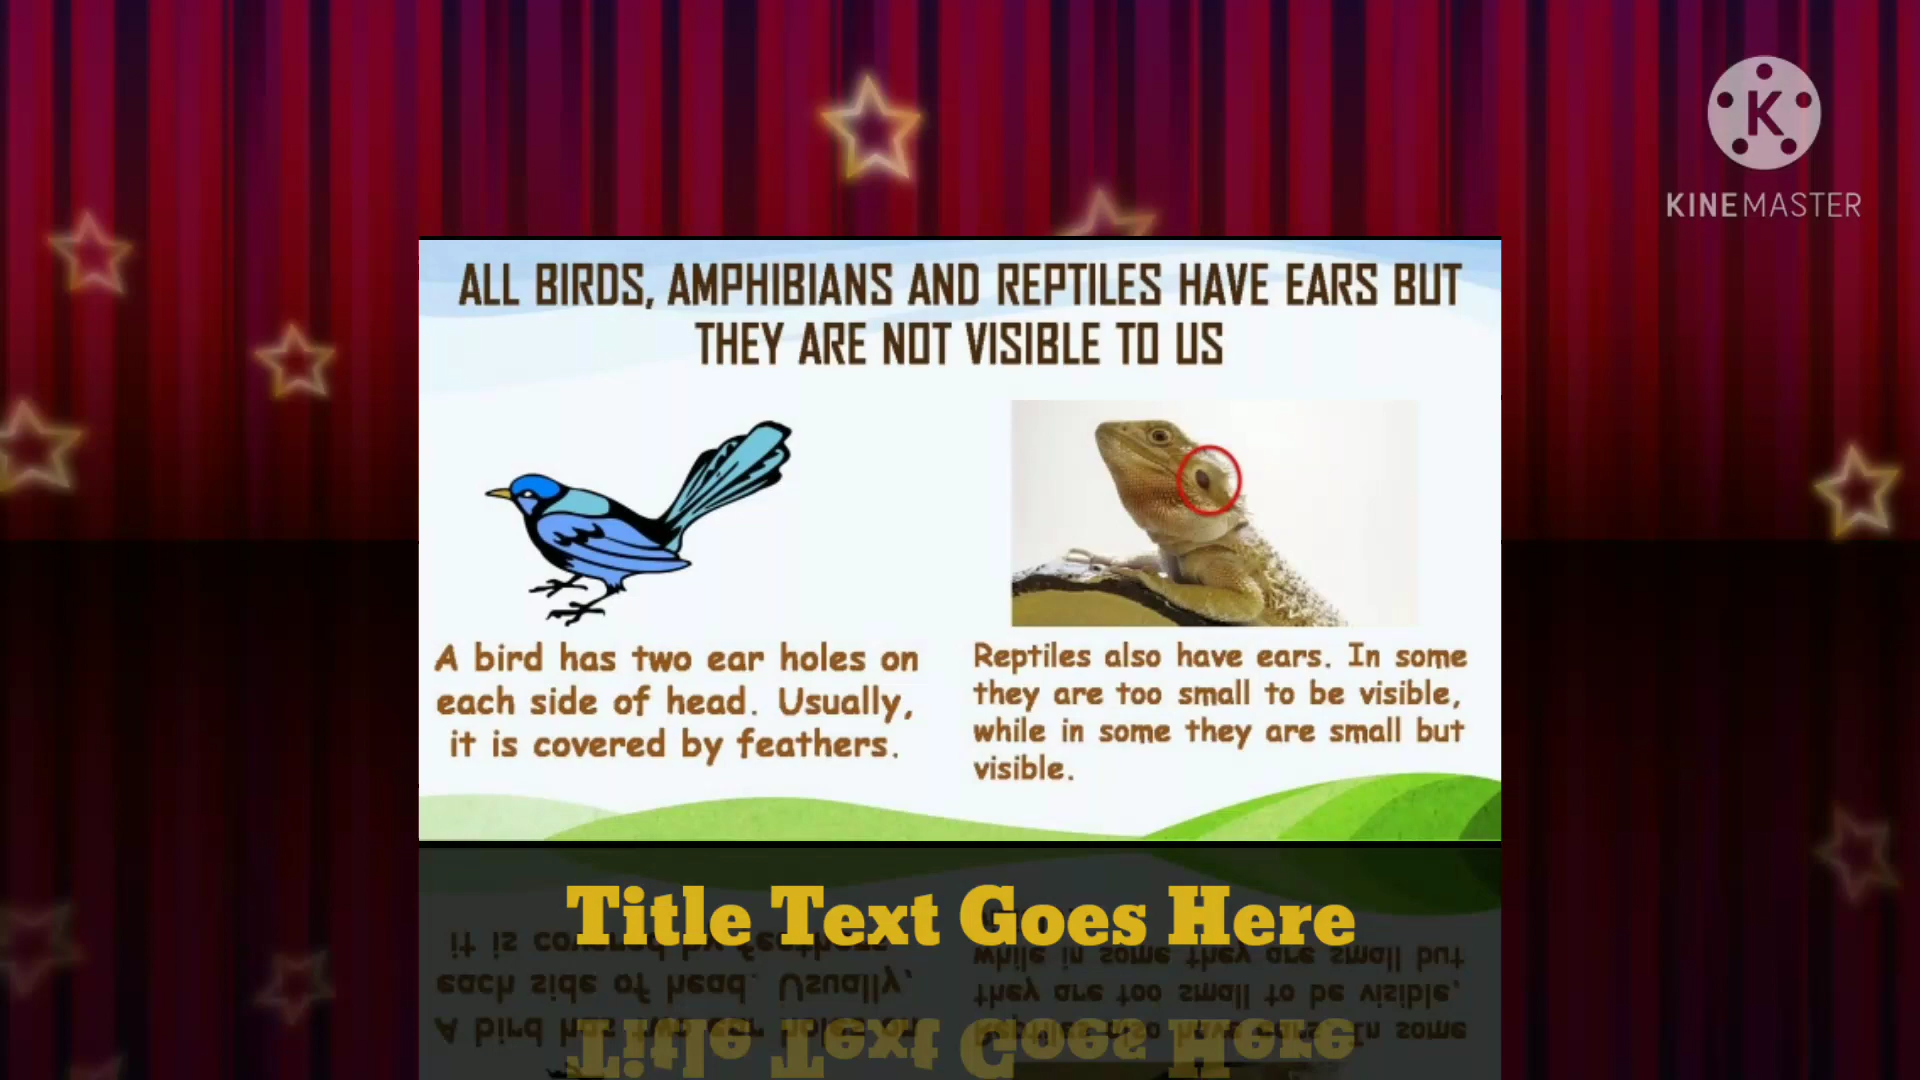 K
KINEMASTER
ALL BIRDS, AMPHIBIANS AND REPTILES HAVE EARS BUT
THEY ARE NOT VISIBLE TO US
A bird has two ear holes on
each side of head. Usually,
it is covered by feathers.
Reptiles also have ears. In some
they are too small to be visible,
while in some they are small but
visible.
Title Text Goes Here